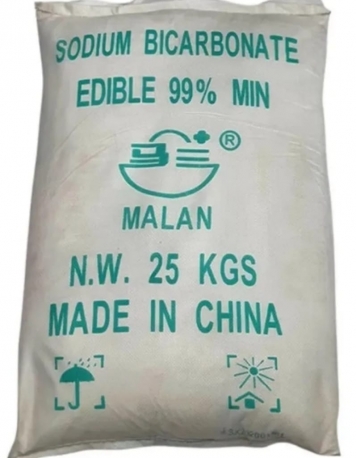 SODIUM BICARBONATE
EDIBLE 99% MIN
®
MALAN
N.W. 25 KGS
MADE IN CHINA